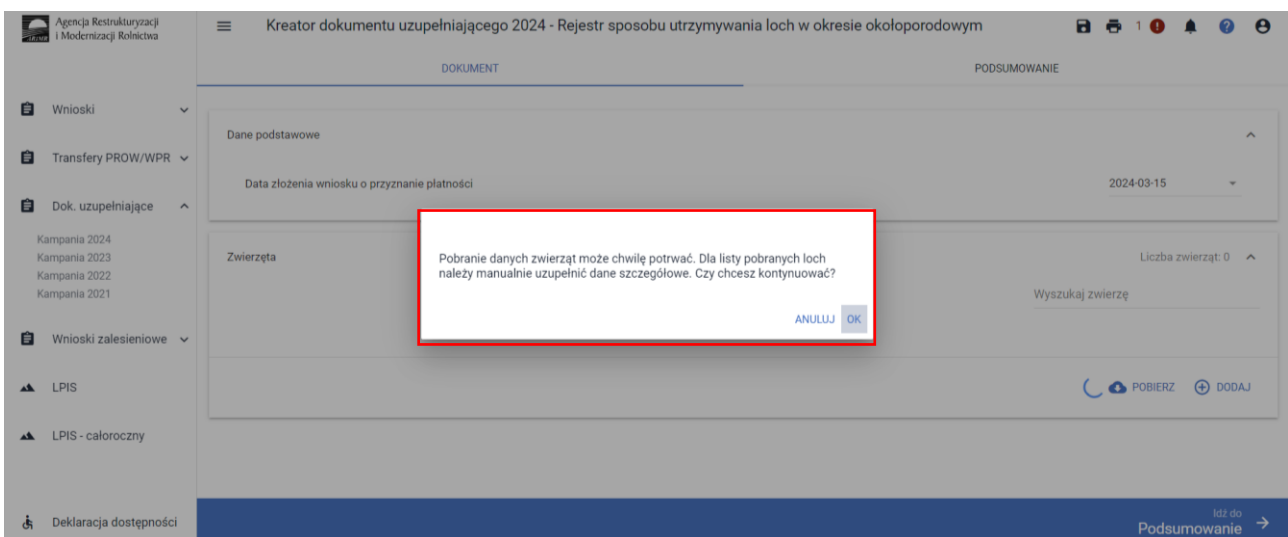 Agencja Restrukturyzacji
i Modernizacji Rolnictwa
Kreator dokumentu uzupełniającego 2024 - Rejestr sposobu utrzymywania loch w okresie okołoporodowym
1
DOKUMENT
PODSUMOWANIE
Wnioski
Transfery PROW/WPR
Dok. uzupełniające
Kampania 2024
Kampania 2023
Kampania 2022
Kampania 2021
Wnioski zalesieniowe
LPIS
LPIS - całoroczny
Deklaracja dostępności
Dane podstawowe
Data złożenia wniosku o przyznanie płatności
2024-03-15
Zwierzęta
Liczba zwierząt: 0
Wyszukaj zwierzę
Pobranie danych zwierząt może chwilę potrwać. Dla listy pobranych loch
należy manualnie uzupełnić dane szczegółowe. Czy chcesz kontynuować?
ANULUJ OK
POBIERZ DODAJ
Idź do
Podsumowanie